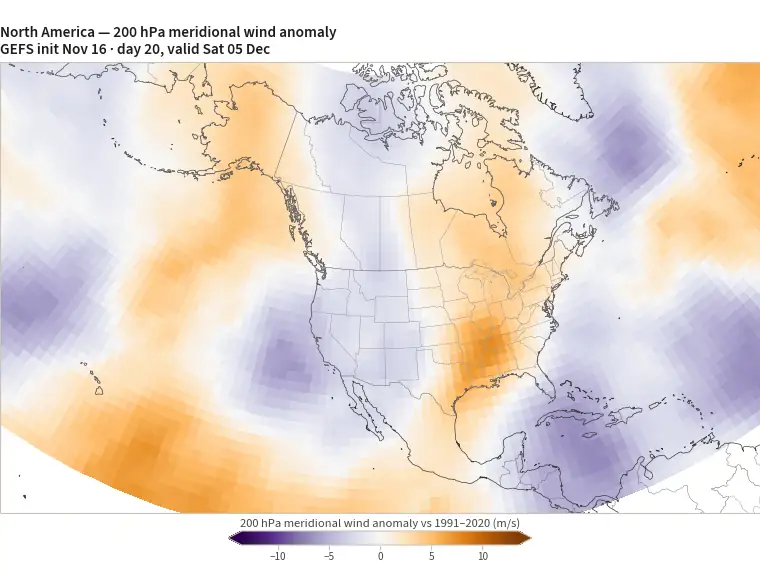 North America — 200 hPa meridional wind anomaly
GEFS init Nov 16 · day 20, valid Sat 05 Dec
200 hPa meridional wind anomaly vs 1991–2020 (m/s)
−10 −5 0 5 10